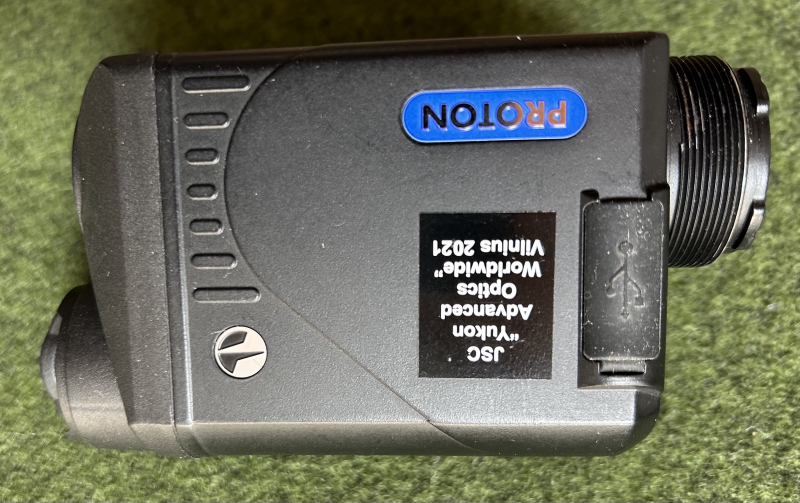 PROTON
JSC
"Yukon
Advanced
Optics
Worldwide"
Vilnius 2021